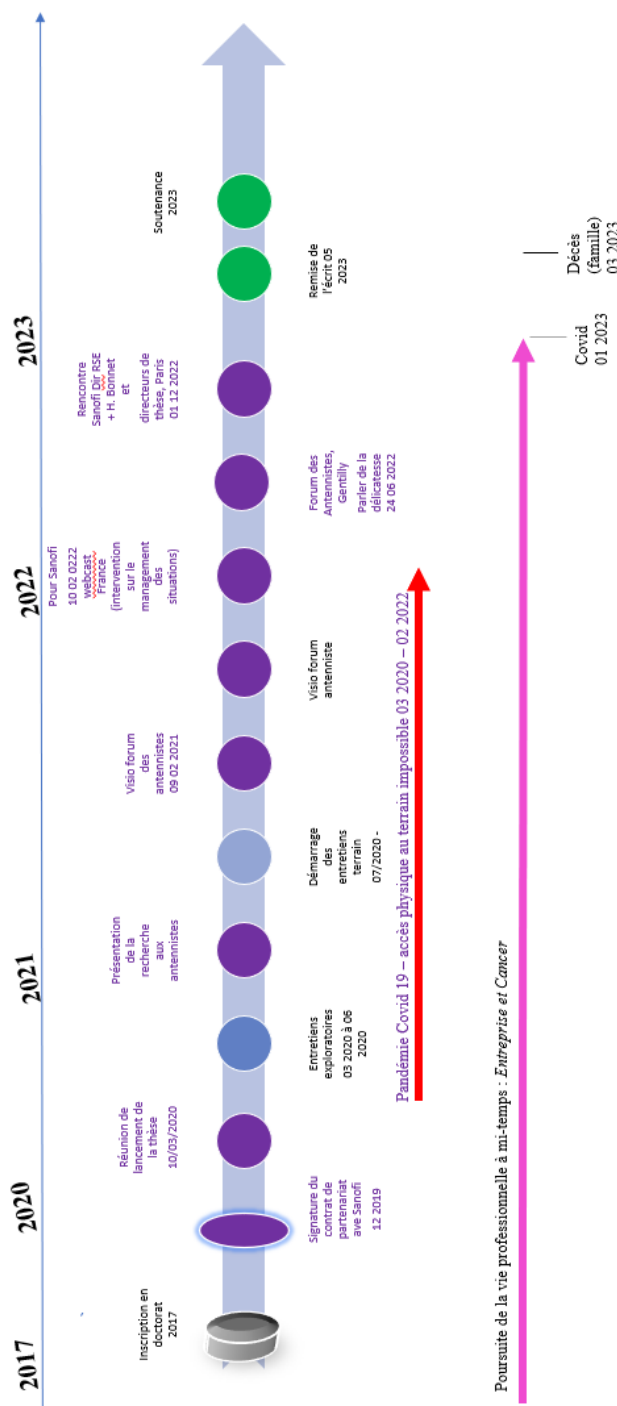 2017
2020
2021
2022
2023
Inscription en
doctorat
2017
Signature du
contrat de
partenariat
ave Sanofi
12 2019
Réunion de
lancement de
la thèse
10/03/2020
Entretiens
exploratoires
03 2020 à 06
2020
Présentation
de la
recherche
aux
antennistes
Démarrage
des
entretiens
terrain
07/2020 -
Visio forum
des
antennistes
09 02 2021
Visio forum
antenniste
Pour Sanofi
10 02 0222
webcast
France
(intervention
sur le
management
des
situations)
Forum des
Antennistes,
Gentilly
Parler de la
délicatesse
24 06 2022
Rencontre
Sanofi Dir RSE
+ H. Bonnet
et
directeurs de
thèse, Paris
01 12 2022
Remise de
l'écrit 05
2023
Soutenance
2023
Pandémie Covid 19 – accès physique au terrain impossible 03 2020 – 02 2022
Poursuite de la vie professionnelle à mi-temps : Entreprise et Cancer
Covid
01 2023
Décès
(famille)
03 2023